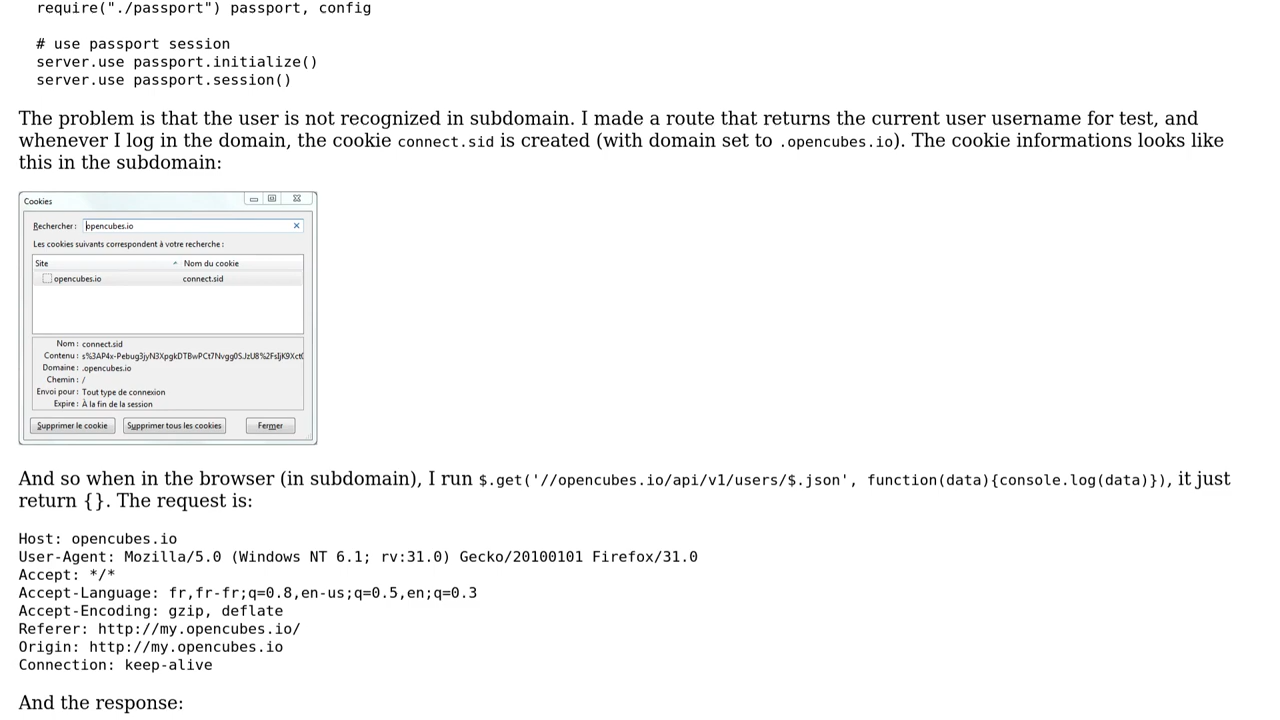 require("./passport") passport, config
# use passport session
server.use passport.initialize()
server.use passport.session()
The problem is that the user is not recognized in subdomain. I made a route that returns the current user username for test, and
whenever I log in the domain, the cookie connect.sid is created (with domain set to .opencubes.io). The cookie informations looks like
this in the subdomain:
Cookies
Rechercher : opencubes.io
Les cookies suivants correspondent à votre recherche :
Site Nom du cookie
opencubes.io connect.sid
Nom : connect.sid
Contenu :
Domaine : .opencubes.io
Chemin : /
Envoi pour : Tout type de connexion
Expire : À la fin de la session
Supprimer le cookie Supprimer tous les cookies Fermer
And so when in the browser (in subdomain), I run $.get('//opencubes.io/api/v1/users/$.json', function(data){console.log(data)}), it just
return {}. The request is:
Host: opencubes.io
User-Agent: Mozilla/5.0 (Windows NT 6.1; rv:31.0) Gecko/20100101 Firefox/31.0
Accept: */*
Accept-Language: fr,fr-fr;q=0.8,en-us;q=0.5,en;q=0.3
Accept-Encoding: gzip, deflate
Referer: http://my.opencubes.io/
Origin: http://my.opencubes.io
Connection: keep-alive
And the response: